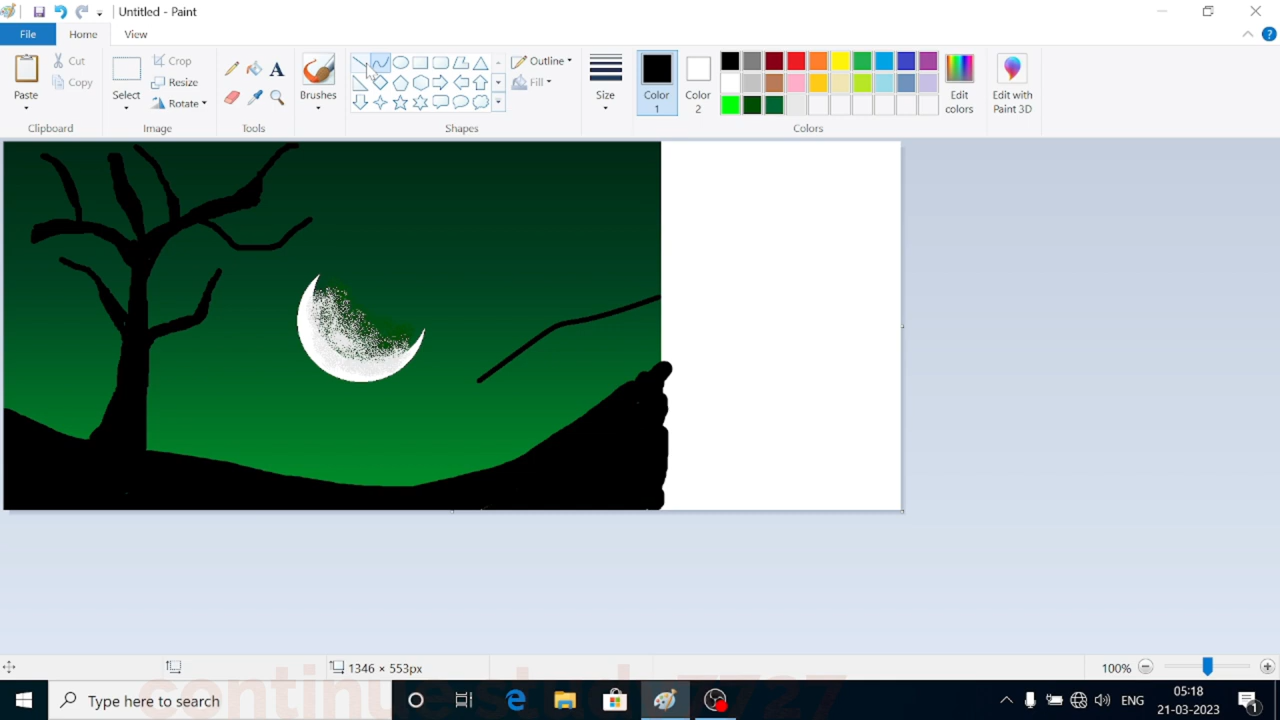 Untitled - Paint
File Home View
Paste Cut Copy Select Crop Resize Rotate Brushes Outline Fill Size Color 1 Color 2 Edit colors Edit with Paint 3D
Clipboard Image Tools Shapes Colors
1346 × 553px 100%
Type here to search ENG 05:18 21-03-2023 1